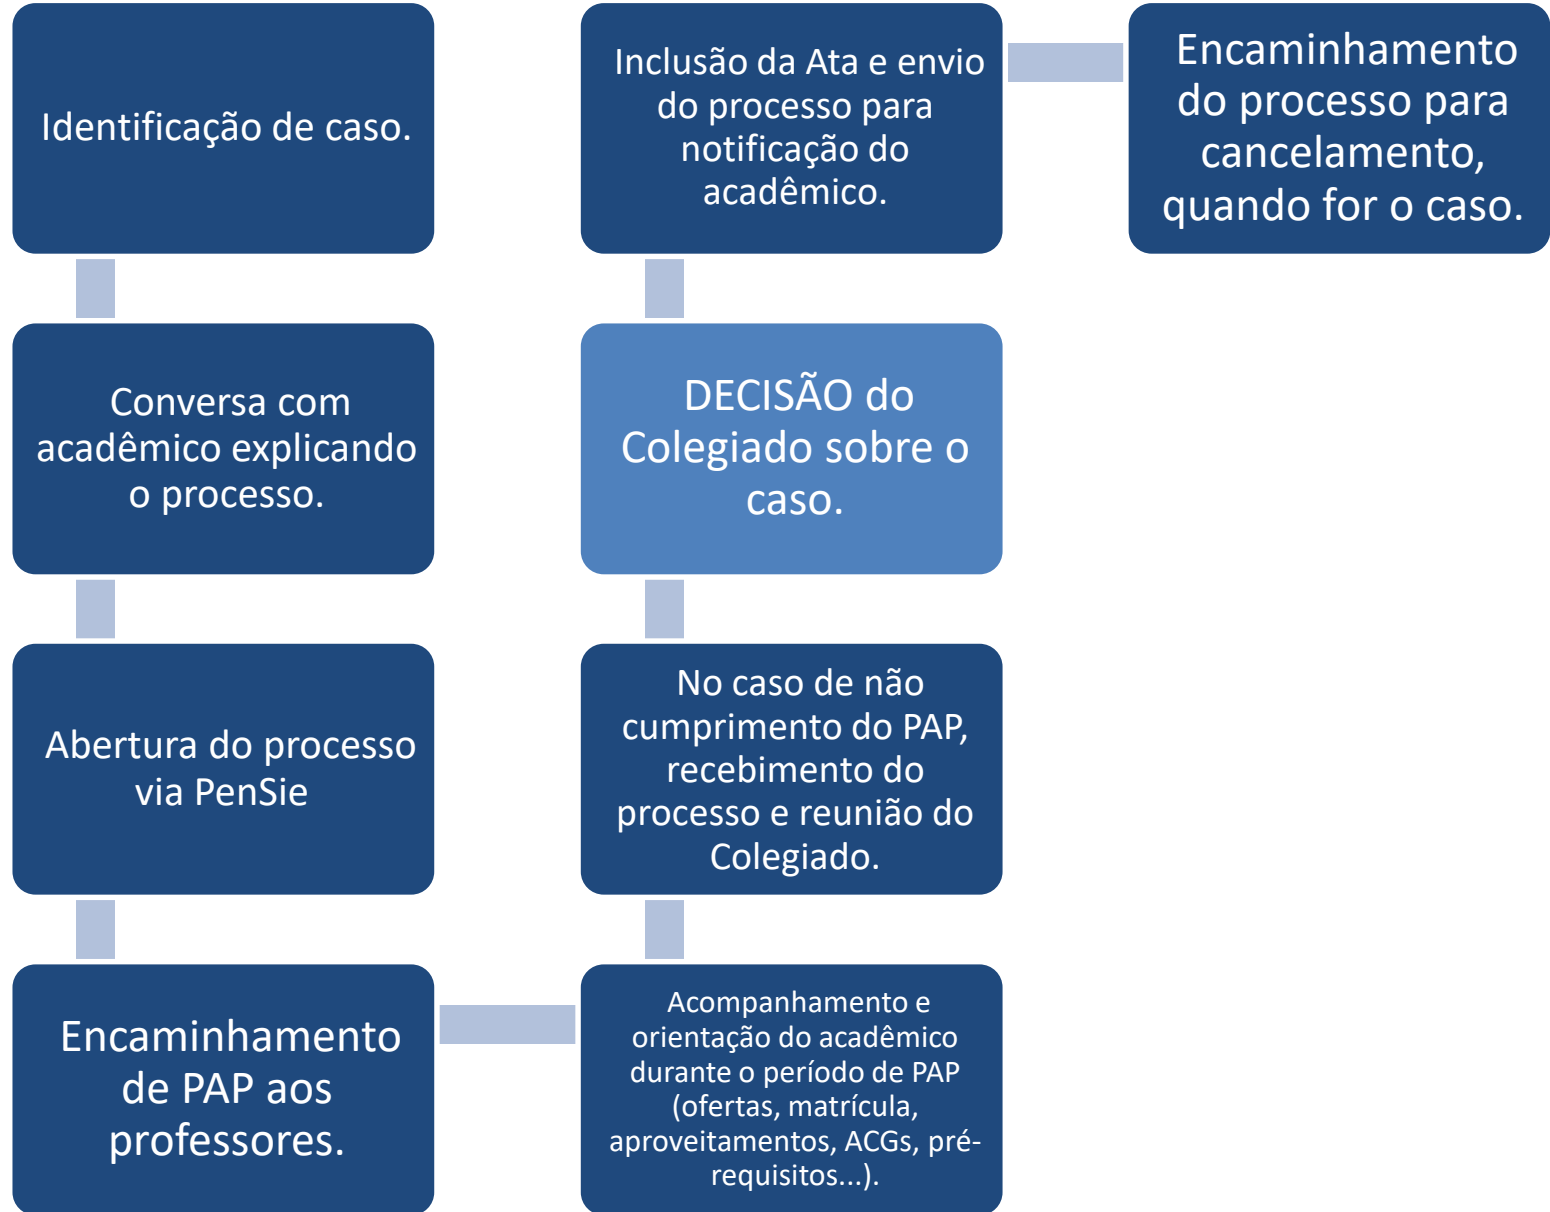 Identificação de caso.
Conversa com
acadêmico explicando
o processo.
Abertura do processo
via PenSie
Encaminhamento
de PAP aos
professores.
Acompanhamento e
orientação do acadêmico
durante o período de PAP
(ofertas, matrícula,
aproveitamentos, ACGs, pré-
requisitos...).
No caso de não
cumprimento do PAP,
recebimento do
processo e reunião do
Colegiado.
DECISÃO do
Colegiado sobre o
caso.
Inclusão da Ata e envio
do processo para
notificação do
acadêmico.
Encaminhamento
do processo para
cancelamento,
quando for o caso.